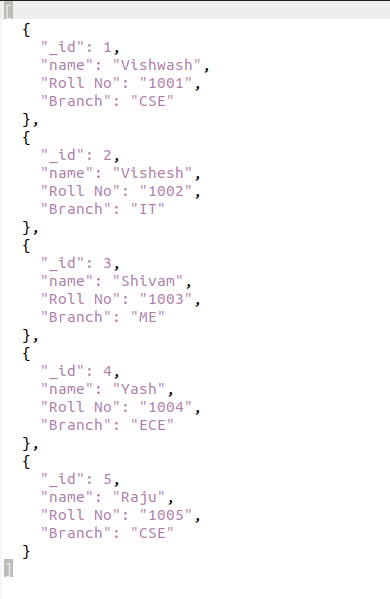 [
  {
    "_id": 1,
    "name": "Vishwash",
    "Roll No": "1001",
    "Branch": "CSE"
  },
  {
    "_id": 2,
    "name": "Vishesh",
    "Roll No": "1002",
    "Branch": "IT"
  },
  {
    "_id": 3,
    "name": "Shivam",
    "Roll No": "1003",
    "Branch": "ME"
  },
  {
    "_id": 4,
    "name": "Yash",
    "Roll No": "1004",
    "Branch": "ECE"
  },
  {
    "_id": 5,
    "name": "Raju",
    "Roll No": "1005",
    "Branch": "CSE"
  }
]